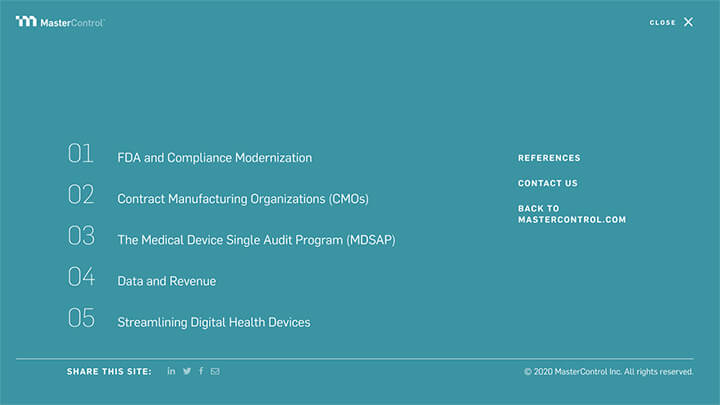 MasterControl™
CLOSE
01 FDA and Compliance Modernization
02 Contract Manufacturing Organizations (CMOs)
03 The Medical Device Single Audit Program (MDSAP)
04 Data and Revenue
05 Streamlining Digital Health Devices
REFERENCES
CONTACT US
BACK TO
MASTERCONTROL.COM
SHARE THIS SITE:
© 2020 MasterControl Inc. All rights reserved.